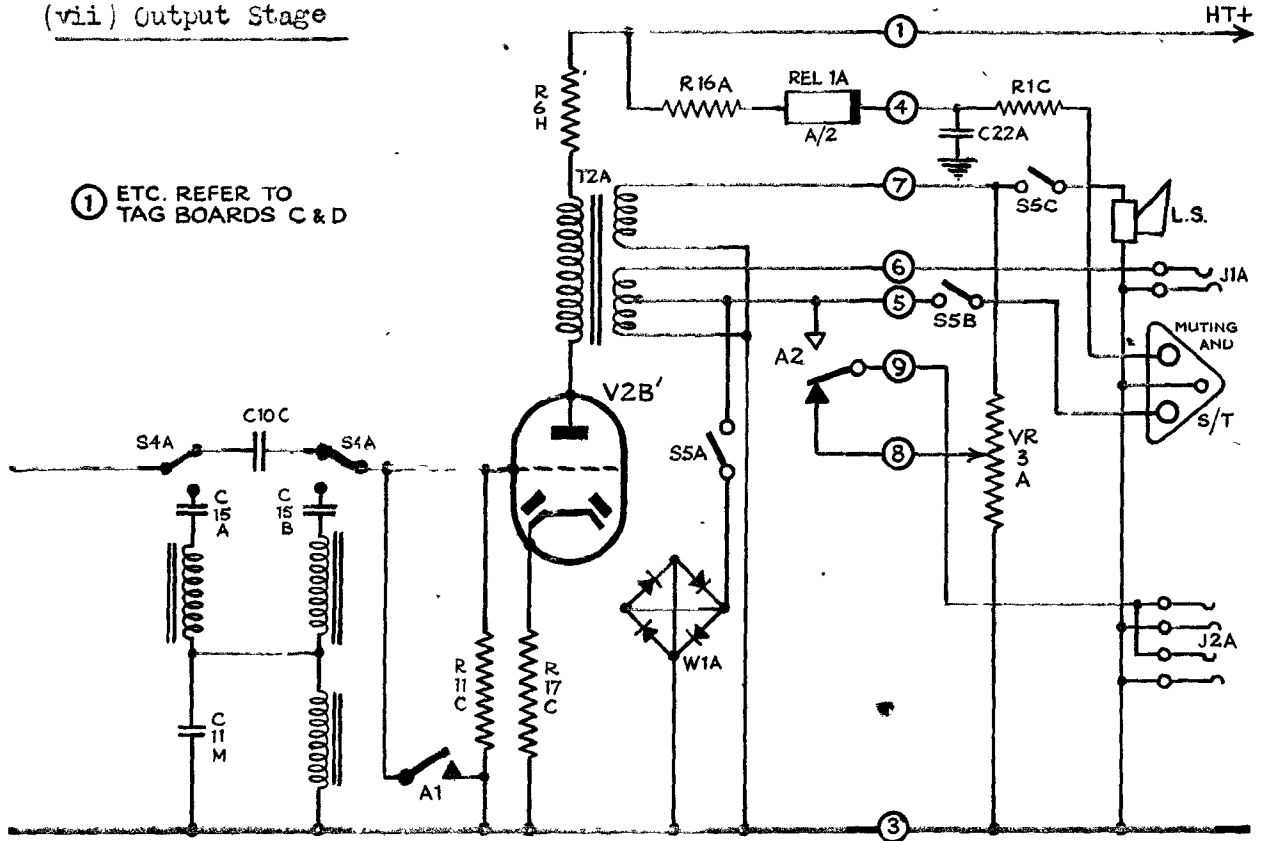 (vii) Output Stage
HT+
1
R
6
H
R16A
REL 1A
A/2
4
R1C
C22A
1 ETC. REFER TO
TAG BOARDS C & D
T2A
7
S5C
L.S.
6
J1A
5
S5B
MUTING
AND
S/T
A2
9
V2B'
C10C
S4A
S4A
S5A
8
VR
3
A
C
15
A
C
15
B
W1A
J2A
R
11
C
R
17
C
C
11
M
A1
3